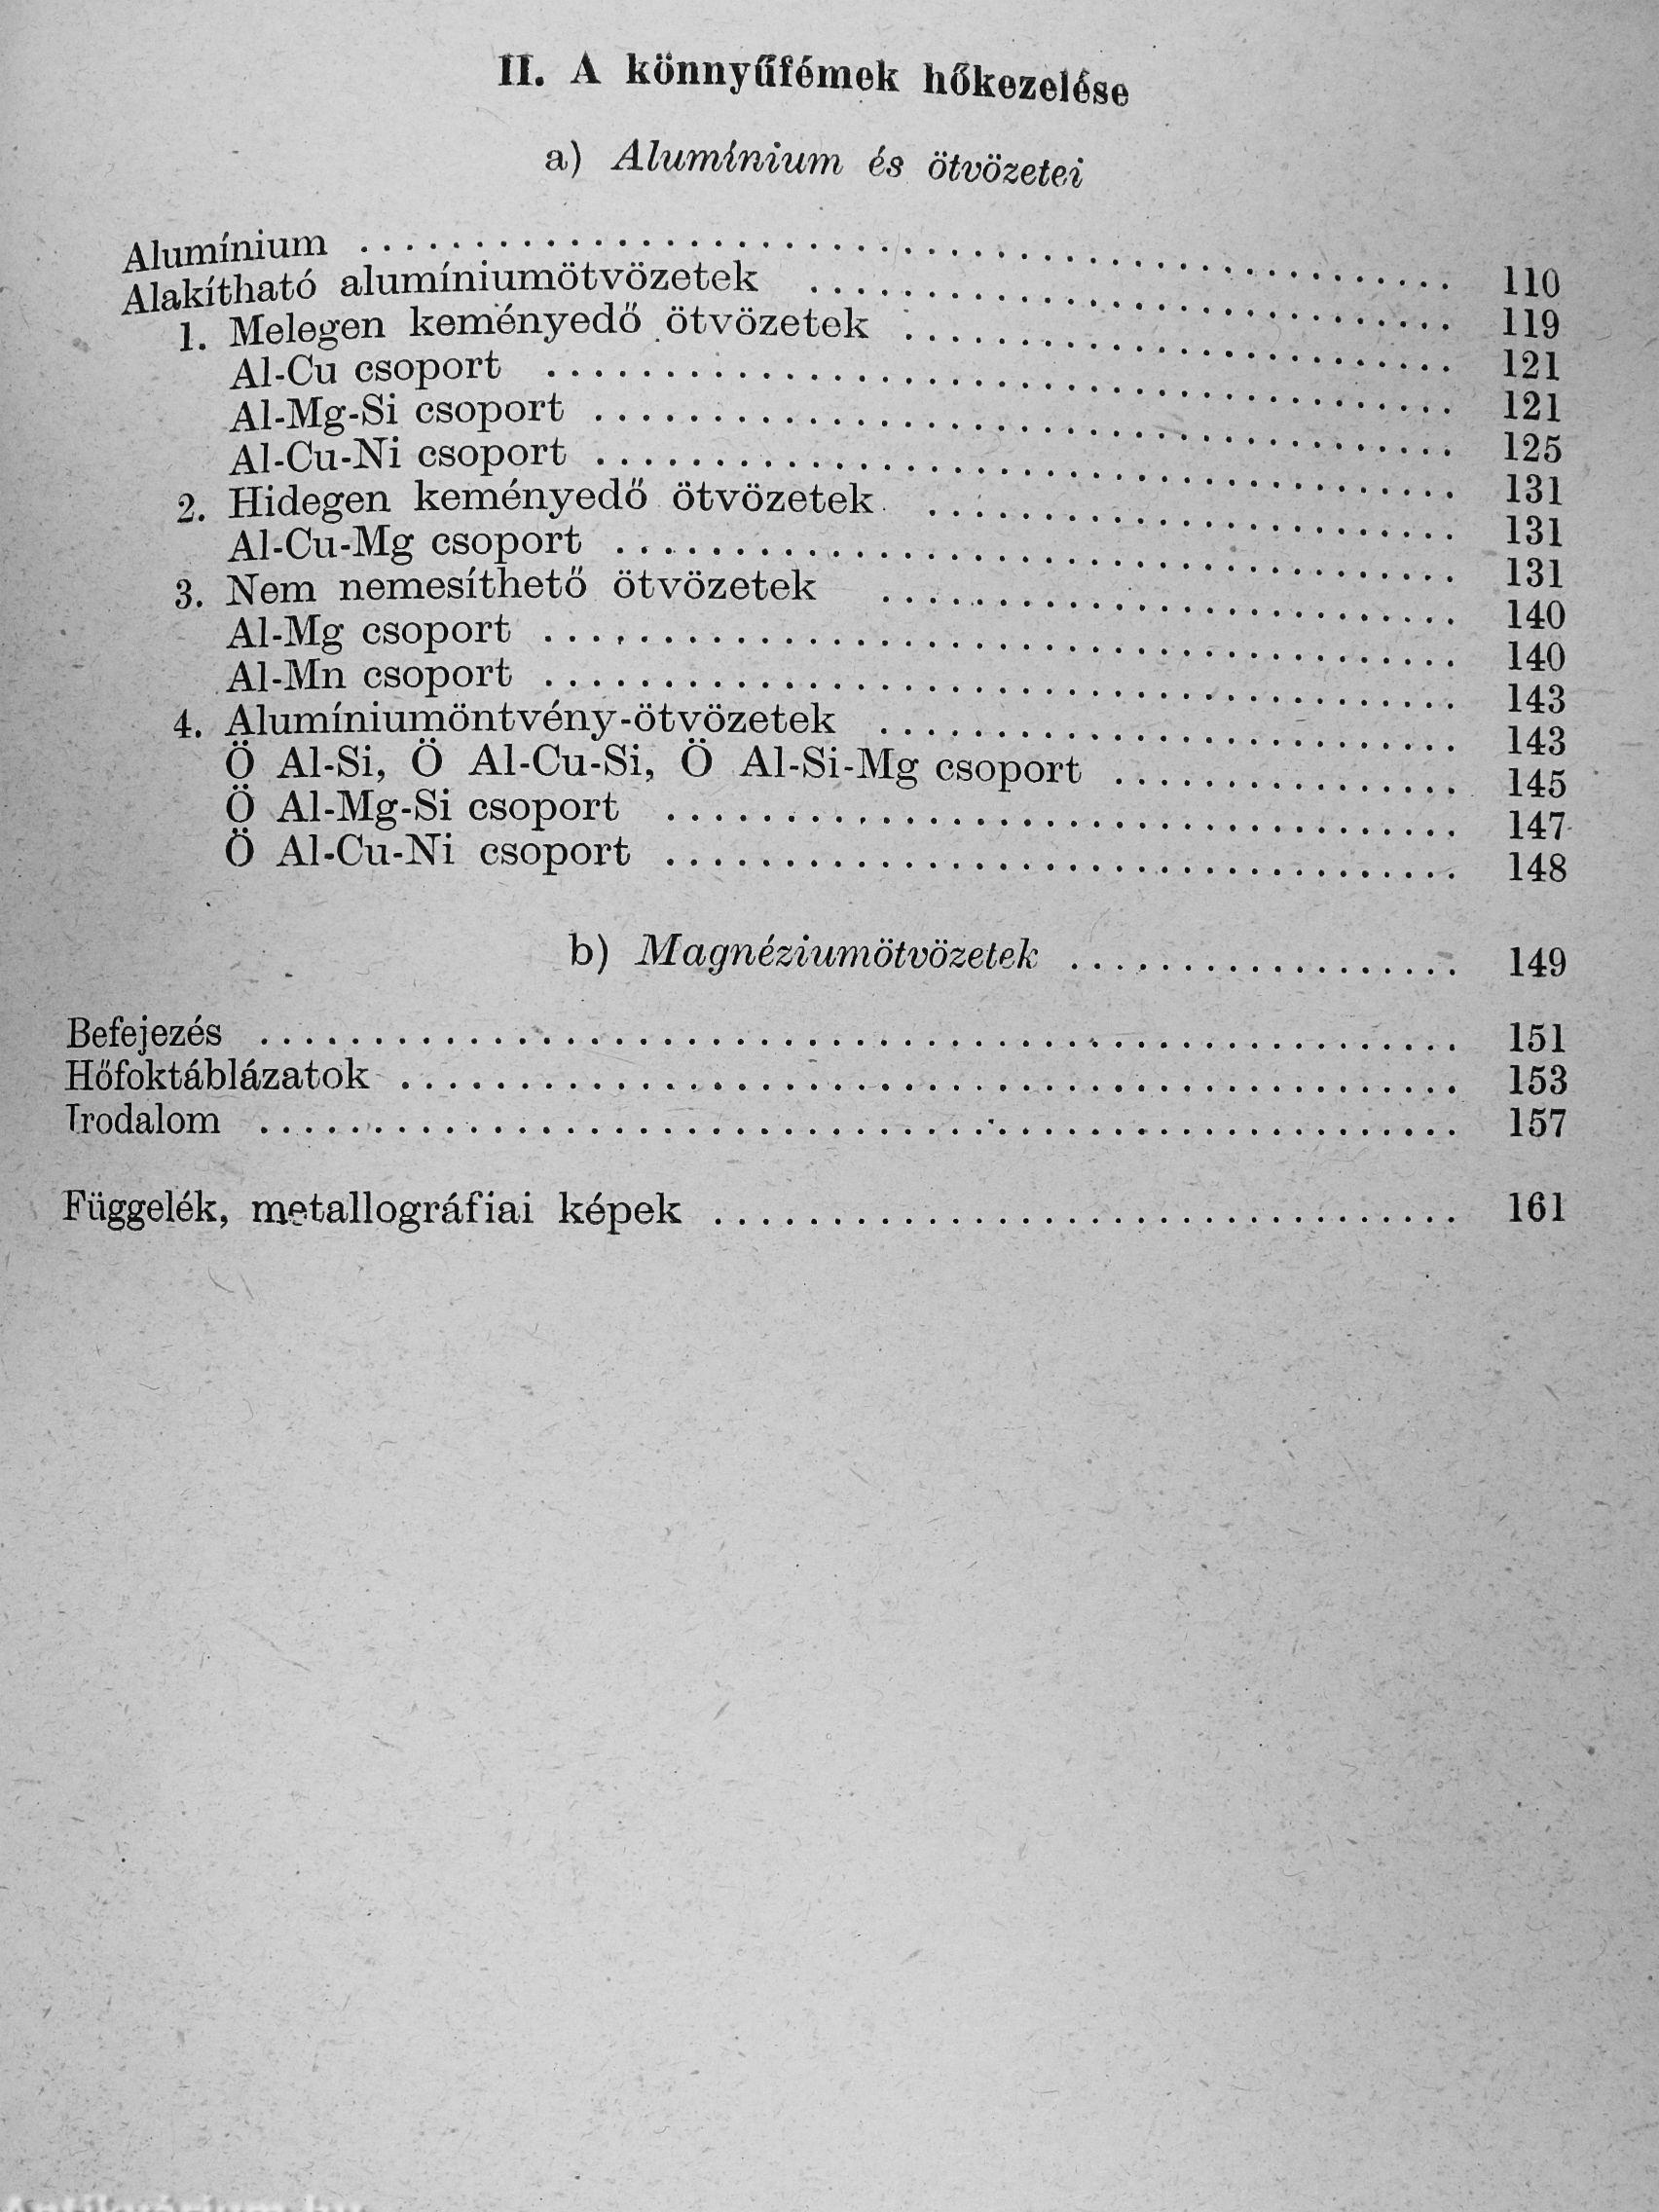 II. A könnyűfémek hőkezelése
a) Alumínium és ötvözetei
Alumínium .......... 110
Alakítható alumíniumötvözetek .......... 119
1. Melegen keményedő ötvözetek .......... 121
Al-Cu csoport .......... 121
Al-Mg-Si csoport .......... 125
Al-Cu-Ni csoport .......... 131
2. Hidegen keményedő ötvözetek .......... 131
Al-Cu-Mg csoport .......... 131
3. Nem nemesíthető ötvözetek .......... 140
Al-Mg csoport .......... 140
Al-Mn csoport .......... 143
4. Alumíniumöntvény-ötvözetek .......... 143
Ö Al-Si, Ö Al-Cu-Si, Ö Al-Si-Mg csoport .......... 145
Ö Al-Mg-Si csoport .......... 147
Ö Al-Cu-Ni csoport .......... 148
b) Magnéziumötvözetek .......... 149
Befejezés .......... 151
Hőfoktáblázatok .......... 153
Irodalom .......... 157
Függelék, metallográfiai képek .......... 161